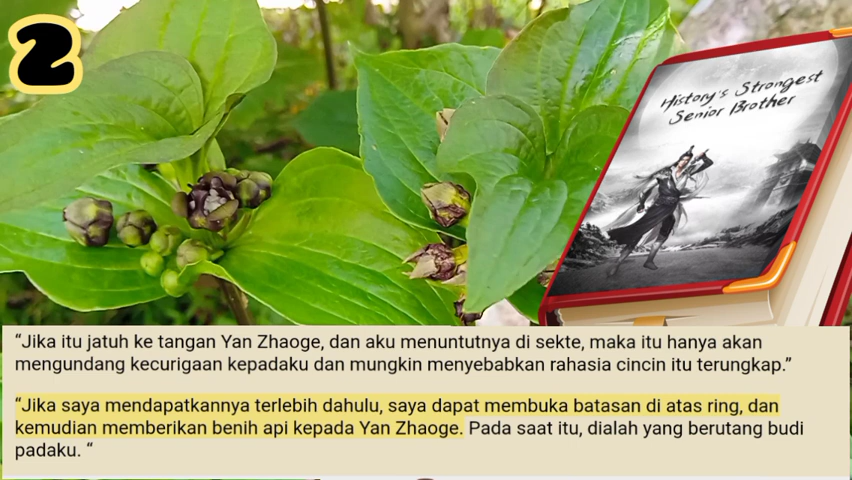 2
History's Strongest
Senior Brother
“Jika itu jatuh ke tangan Yan Zhaoge, dan aku menuntutnya di sekte, maka itu hanya akan
mengundang kecurigaan kepadaku dan mungkin menyebabkan rahasia cincin itu terungkap.”
“Jika saya mendapatkannya terlebih dahulu, saya dapat membuka batasan di atas ring, dan
kemudian memberikan benih api kepada Yan Zhaoge. Pada saat itu, dialah yang berutang budi
padaku. “